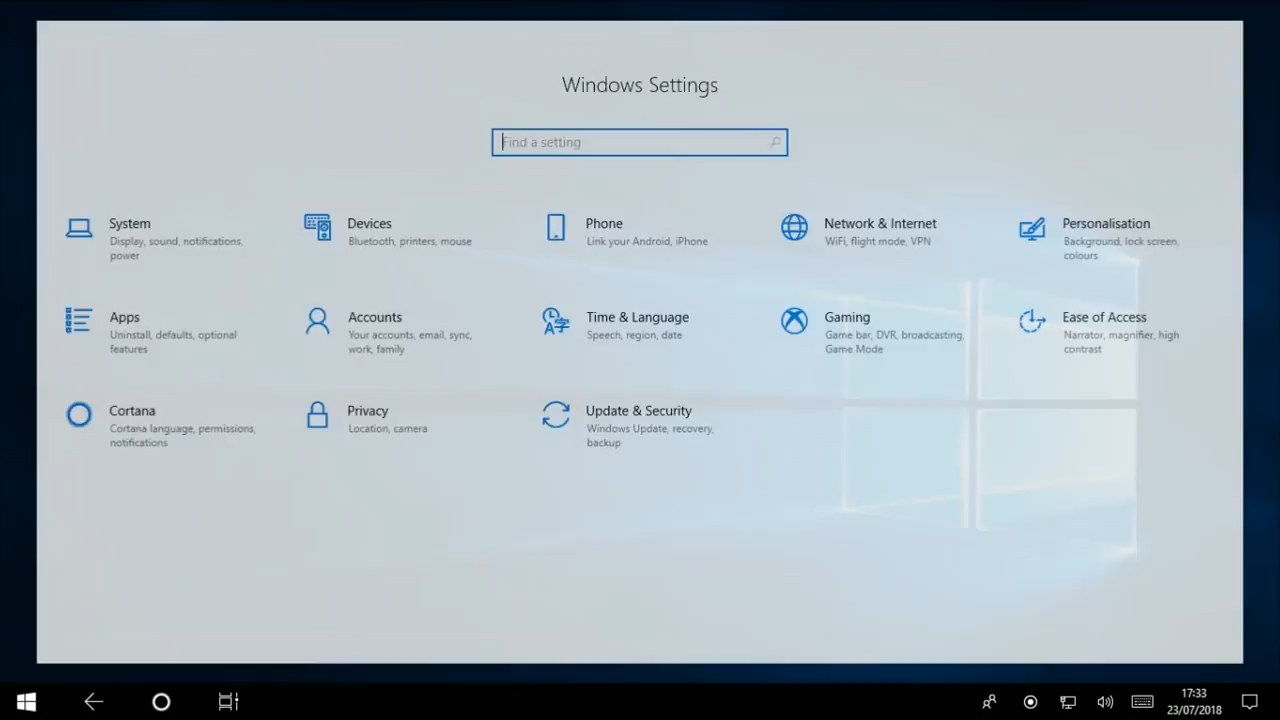 Windows Settings
Find a setting
System
Display, sound, notifications,
power
Devices
Bluetooth, printers, mouse
Phone
Link your Android, iPhone
Network & Internet
WiFi, flight mode, VPN
Personalisation
Background, lock screen,
colours
Apps
Uninstall, defaults, optional
features
Accounts
Your accounts, email, sync,
work, family
Time & Language
Speech, region, date
Gaming
Game bar, DVR, broadcasting,
Game Mode
Ease of Access
Narrator, magnifier, high
contrast
Cortana
Cortana language, permissions,
notifications
Privacy
Location, camera
Update & Security
Windows Update, recovery,
backup
17:33
23/07/2018